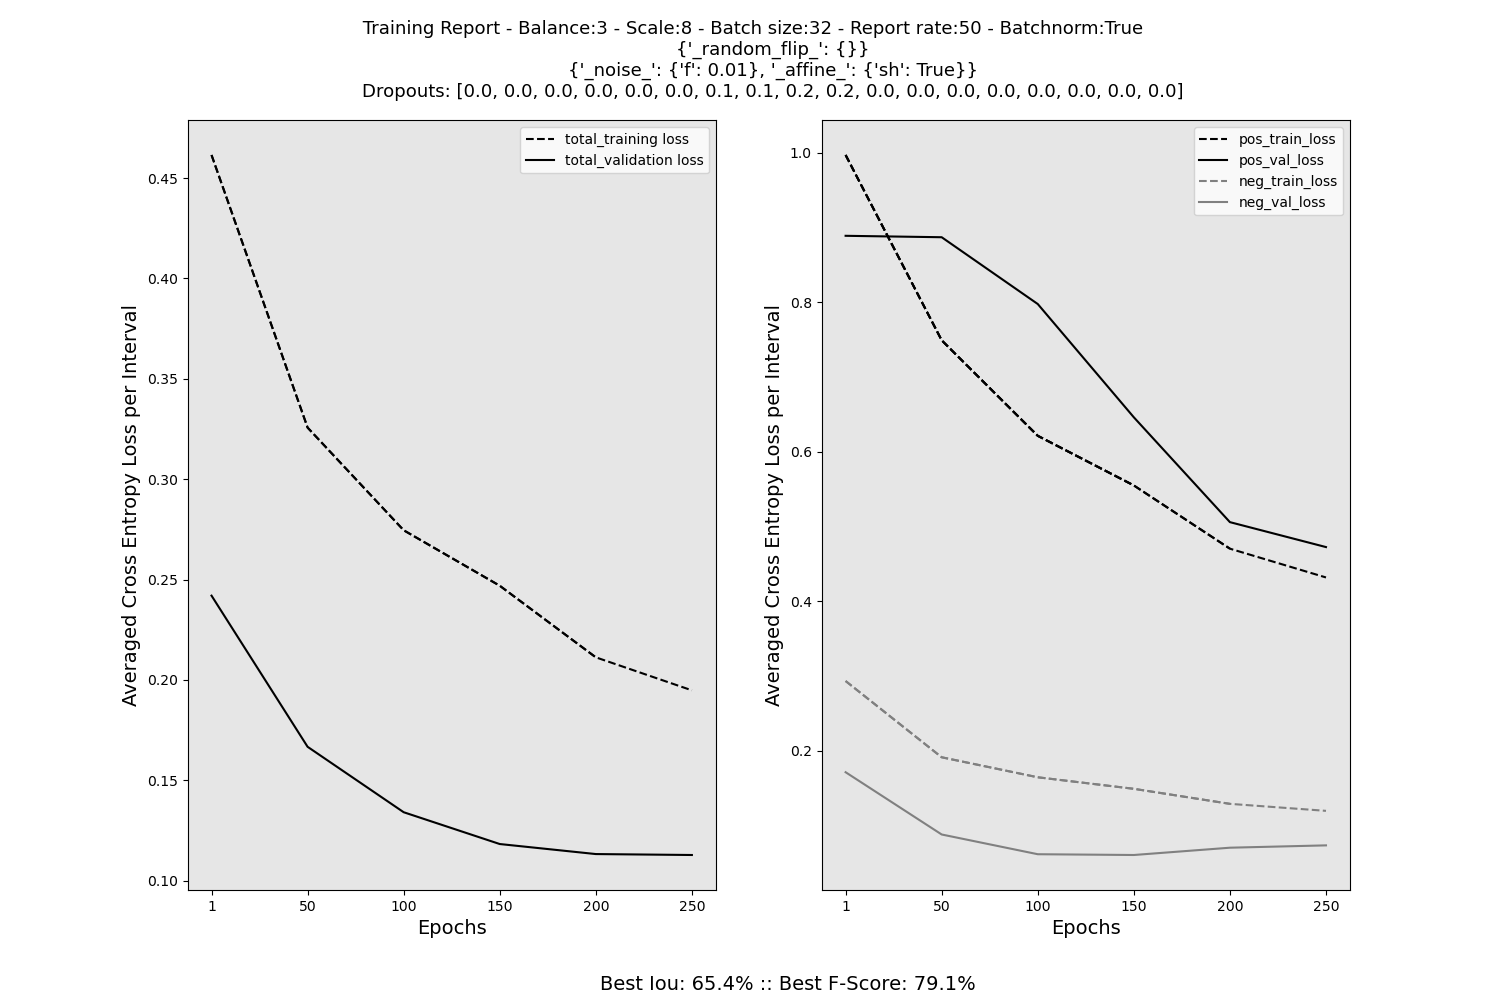 Training Report - Balance:3 - Scale:8 - Batch size:32 - Report rate:50 - Batchnorm:True
{'_random_flip_': {}}
{'_noise_': {'f': 0.01}, '_affine_': {'sh': True}}
Dropouts: [0.0, 0.0, 0.0, 0.0, 0.0, 0.0, 0.1, 0.1, 0.2, 0.2, 0.0, 0.0, 0.0, 0.0, 0.0, 0.0, 0.0, 0.0]
Averaged Cross Entropy Loss per Interval
0.45
0.40
0.35
0.30
0.25
0.20
0.15
0.10
total_training loss
total_validation loss
1 50 100 150 200 250
Epochs
Averaged Cross Entropy Loss per Interval
1.0
0.8
0.6
0.4
0.2
pos_train_loss
pos_val_loss
neg_train_loss
neg_val_loss
1 50 100 150 200 250
Epochs
Best Iou: 65.4% :: Best F-Score: 79.1%